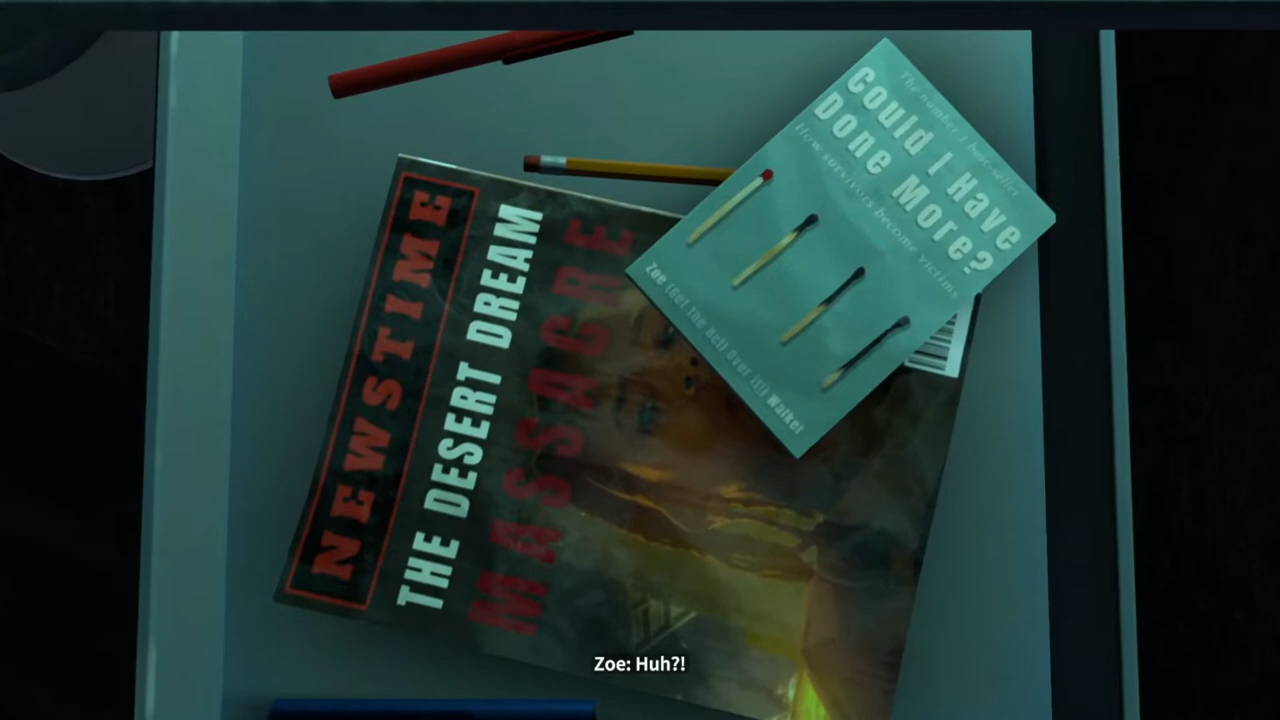 The number 1 best-seller
Could I Have
Done More?
How survivors become victims
Zoe (Get the Hell Over it!) Walker
NEWSTIME
THE DESERT DREAM
MASSACRE
Zoe: Huh?!